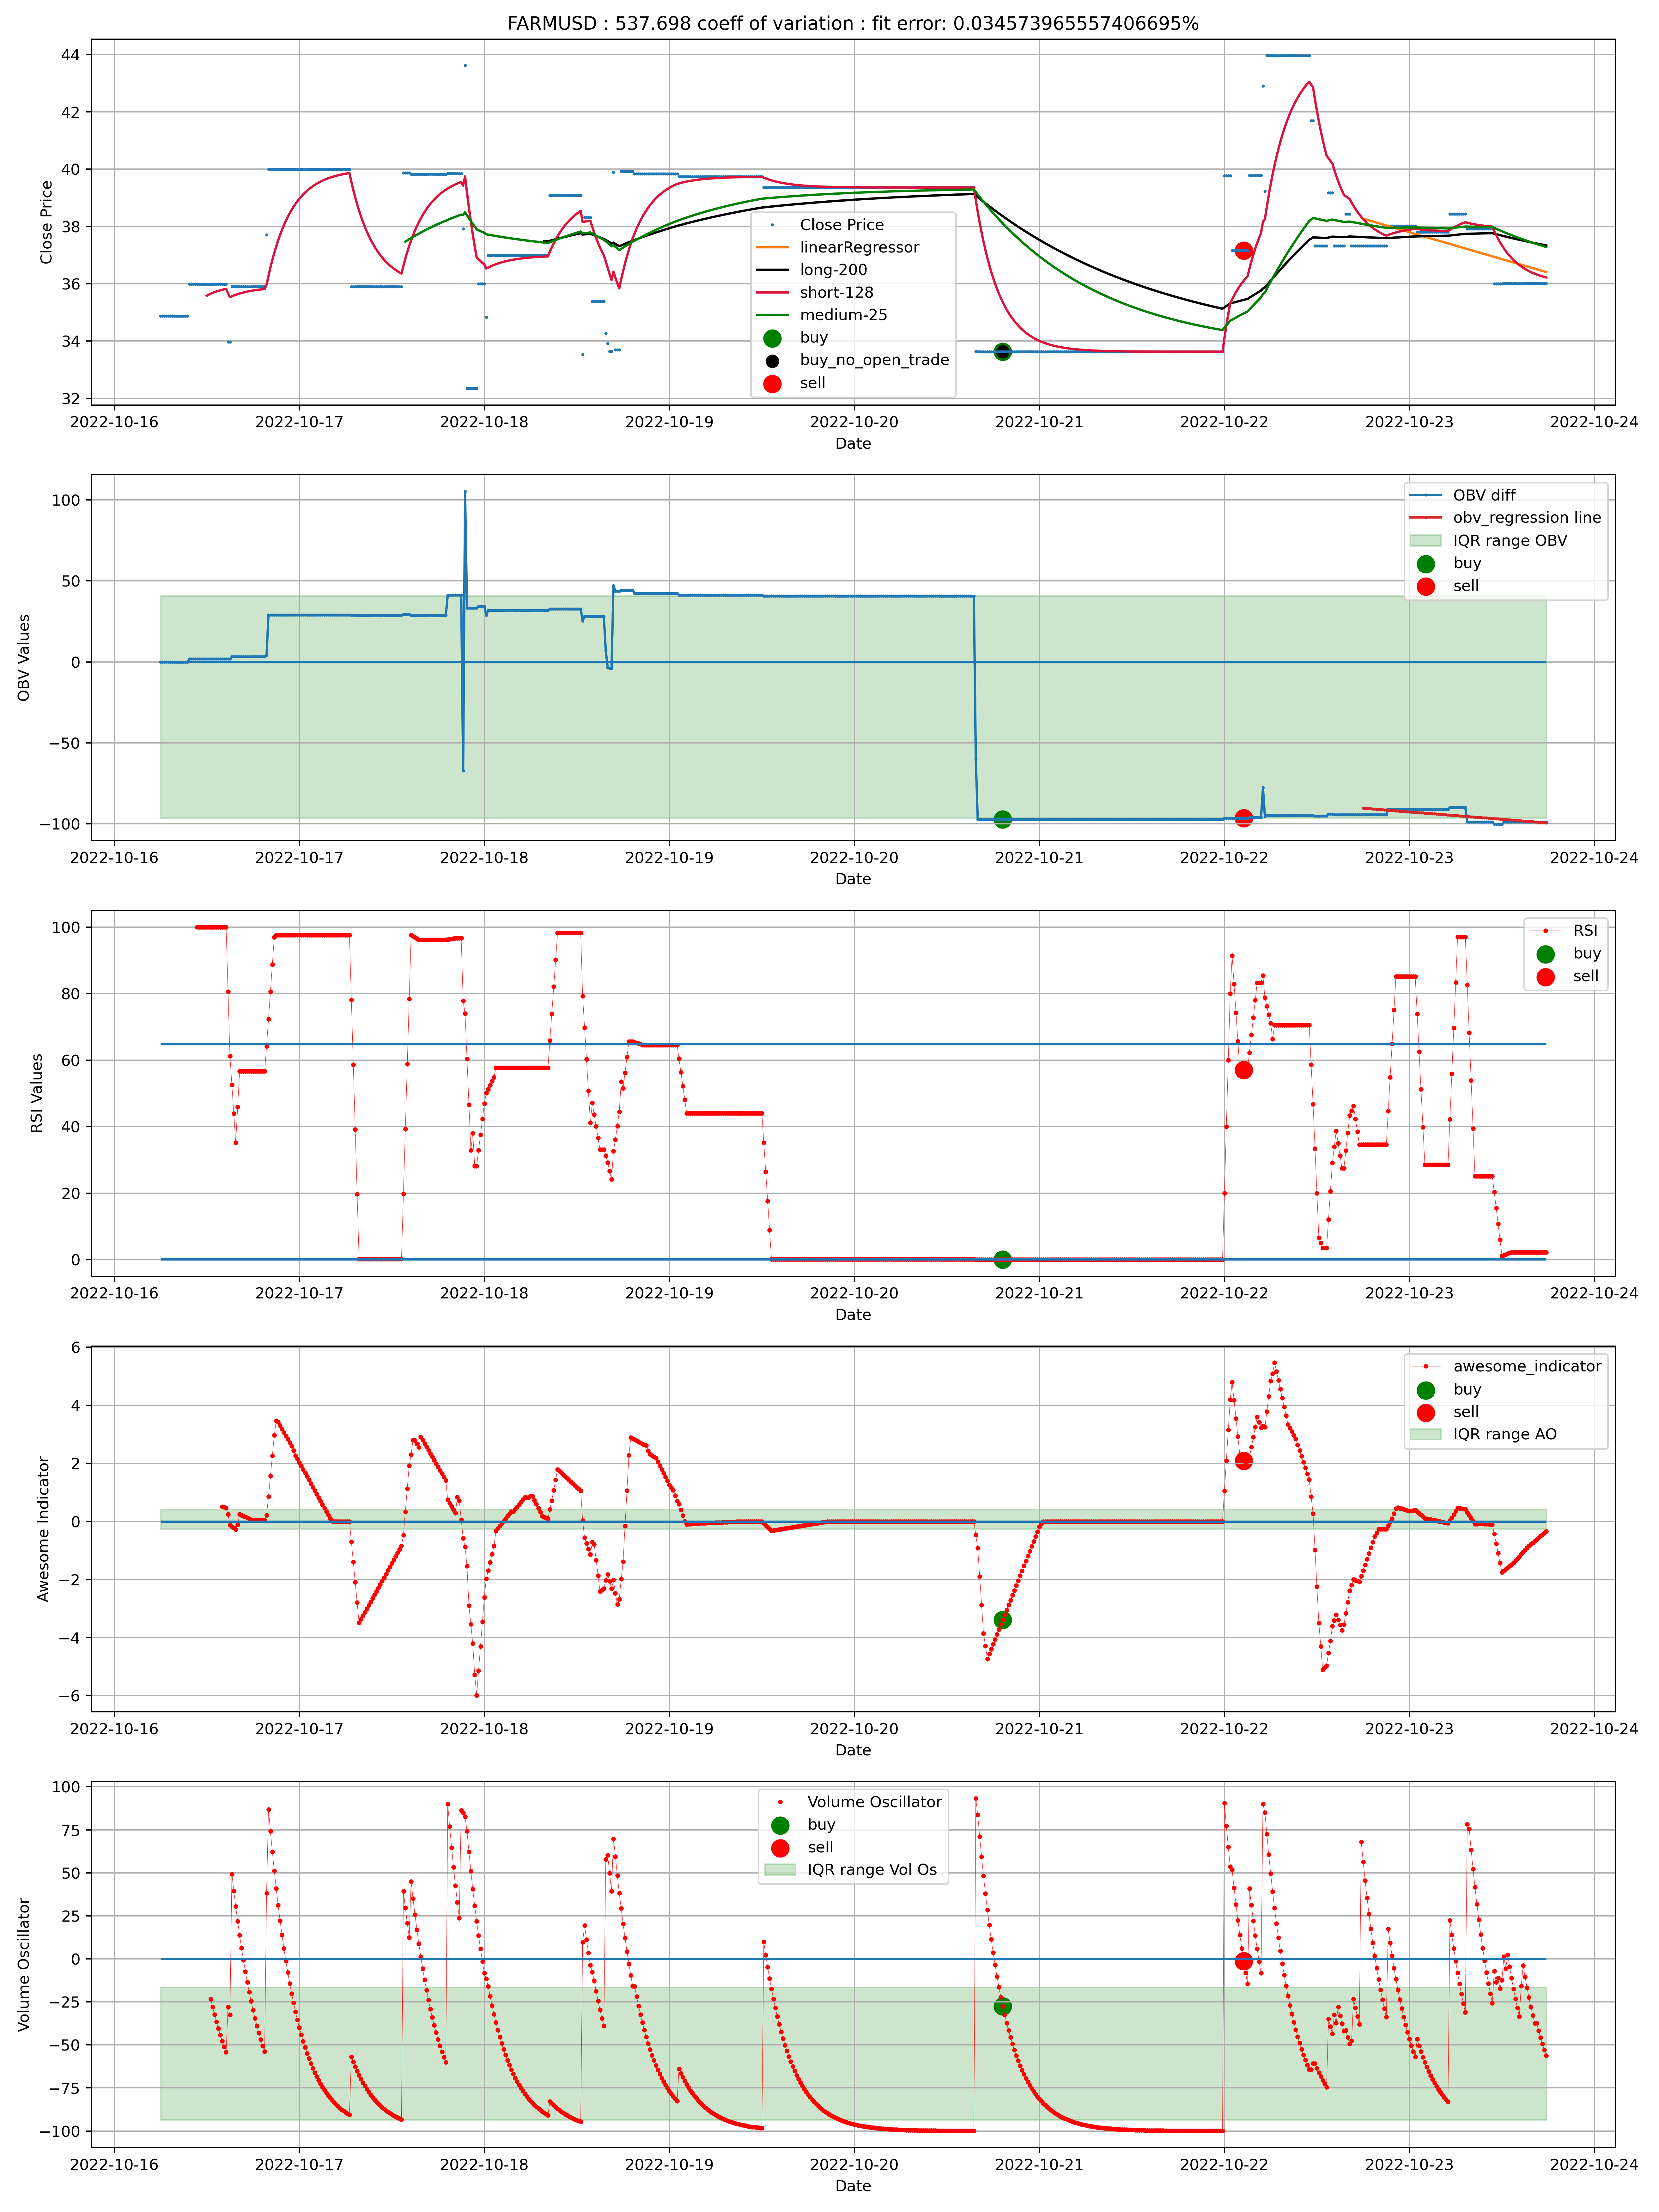 FARMUSD : 537.698 coeff of variation : fit error: 0.034573965557406695%
44
42
40
38
36
34
32
Close Price
Close Price
linearRegressor
long-200
short-128
medium-25
buy
buy_no_open_trade
sell
2022-10-16 2022-10-17 2022-10-18 2022-10-19 2022-10-20 2022-10-21 2022-10-22 2022-10-23 2022-10-24
Date
100
50
0
−50
−100
OBV Values
OBV diff
obv_regression line
IQR range OBV
buy
sell
2022-10-16 2022-10-17 2022-10-18 2022-10-19 2022-10-20 2022-10-21 2022-10-22 2022-10-23 2022-10-24
Date
100
80
60
40
20
0
RSI Values
RSI
buy
sell
2022-10-16 2022-10-17 2022-10-18 2022-10-19 2022-10-20 2022-10-21 2022-10-22 2022-10-23 2022-10-24
Date
6
4
2
0
−2
−4
−6
Awesome Indicator
awesome_indicator
buy
sell
IQR range AO
2022-10-16 2022-10-17 2022-10-18 2022-10-19 2022-10-20 2022-10-21 2022-10-22 2022-10-23 2022-10-24
Date
100
75
50
25
0
−25
−50
−75
−100
Volume Oscillator
Volume Oscillator
buy
sell
IQR range Vol Os
2022-10-16 2022-10-17 2022-10-18 2022-10-19 2022-10-20 2022-10-21 2022-10-22 2022-10-23 2022-10-24
Date